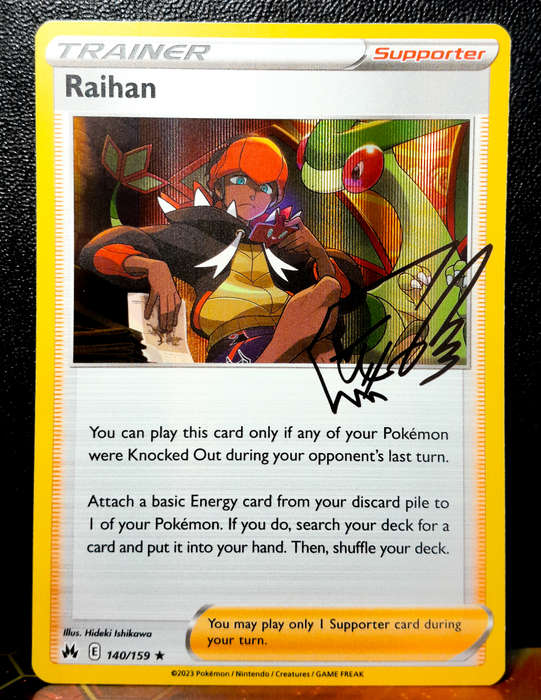 TRAINER
Supporter
Raihan
You can play this card only if any of your Pokémon
were Knocked Out during your opponent's last turn.
Attach a basic Energy card from your discard pile to
1 of your Pokémon. If you do, search your deck for a
card and put it into your hand. Then, shuffle your deck.
You may play only 1 Supporter card during
your turn.
Illus. Hideki Ishikawa
E 140/159 ★
©2023 Pokémon / Nintendo / Creatures / GAME FREAK